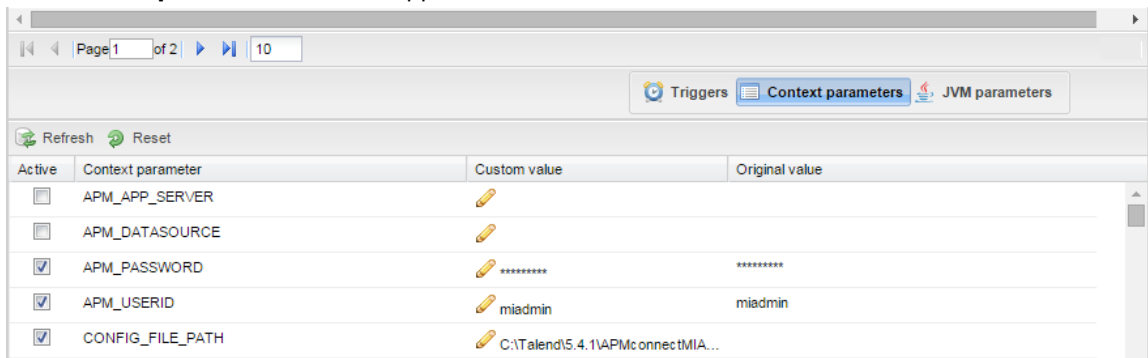 Page 1 of 2 10
Triggers Context parameters JVM parameters
Refresh Reset
Active Context parameter Custom value Original value
APM_APP_SERVER
APM_DATASOURCE
APM_PASSWORD ********* *********
APM_USERID miadmin miadmin
CONFIG_FILE_PATH C:\Talend\5.4.1\APMconnectMIA...